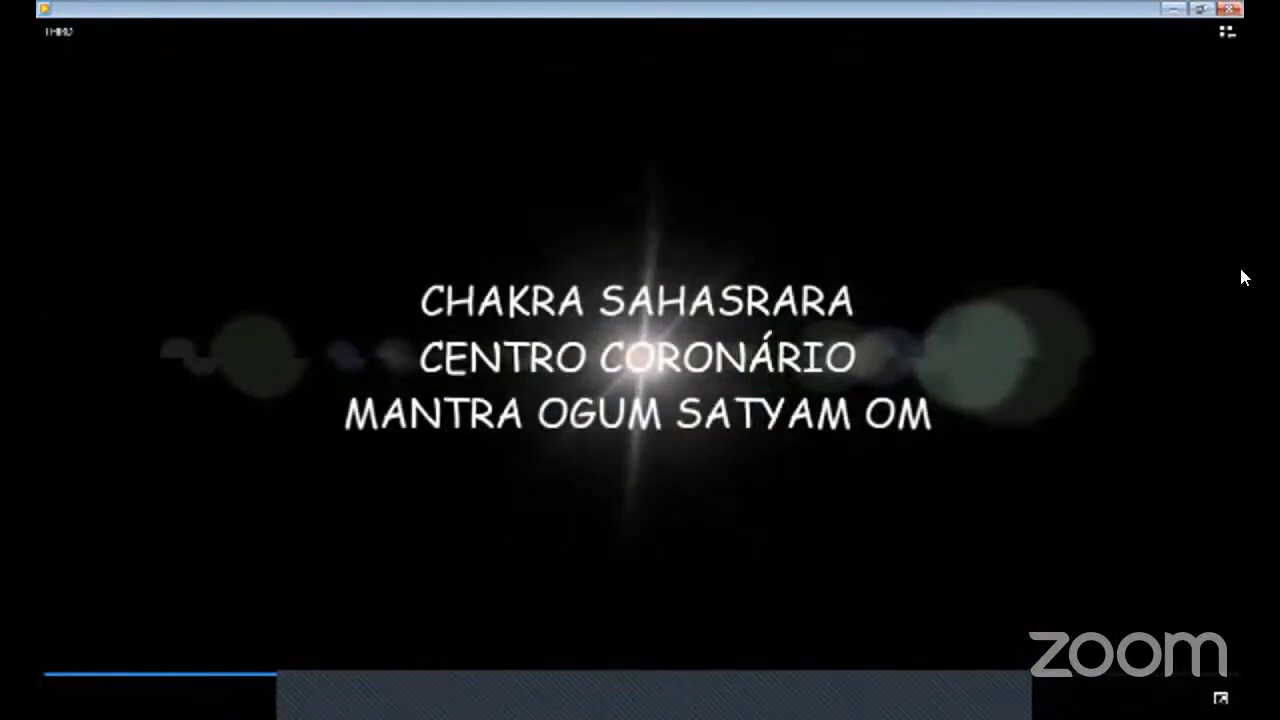 CHAKRA SAHASRARA
CENTRO CORONÁRIO
MANTRA OGUM SATYAM OM
zoom